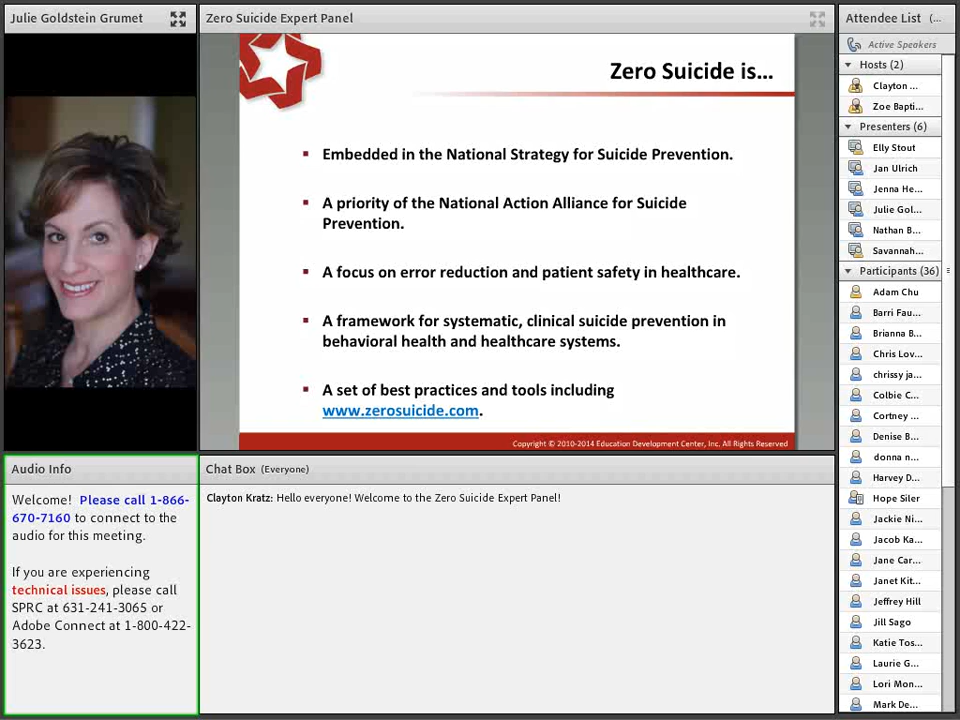 Julie Goldstein Grumet
Zero Suicide Expert Panel
Zero Suicide is...
Embedded in the National Strategy for Suicide Prevention.
A priority of the National Action Alliance for Suicide
Prevention.
A focus on error reduction and patient safety in healthcare.
A framework for systematic, clinical suicide prevention in
behavioral health and healthcare systems.
A set of best practices and tools including
www.zerosuicide.com.
Copyright © 2010-2014 Education Development Center, Inc. All Rights Reserved
Audio Info
Welcome! Please call 1-866-
670-7160 to connect to the
audio for this meeting.
If you are experiencing
technical issues, please call
SPRC at 631-241-3065 or
Adobe Connect at 1-800-422-
3623.
Chat Box (Everyone)
Clayton Kratz: Hello everyone! Welcome to the Zero Suicide Expert Panel!
Attendee List (...
Active Speakers
Hosts (2)
Clayton ...
Zoe Bapti...
Presenters (6)
Elly Stout
Jan Ulrich
Jenna He...
Julie Gol...
Nathan B...
Savannah...
Participants (36)
Adam Chu
Barri Fau...
Brianna B...
Chris Lov...
chrissy ja...
Colbie C...
Cortney ...
Denise B...
donna n...
Harvey D...
Hope Siler
Jackie Ni...
Jacob Ka...
Jane Car...
Janet Kit...
Jeffrey Hill
Jill Sago
Katie Tos...
Laurie G...
Lori Mon...
Mark De...